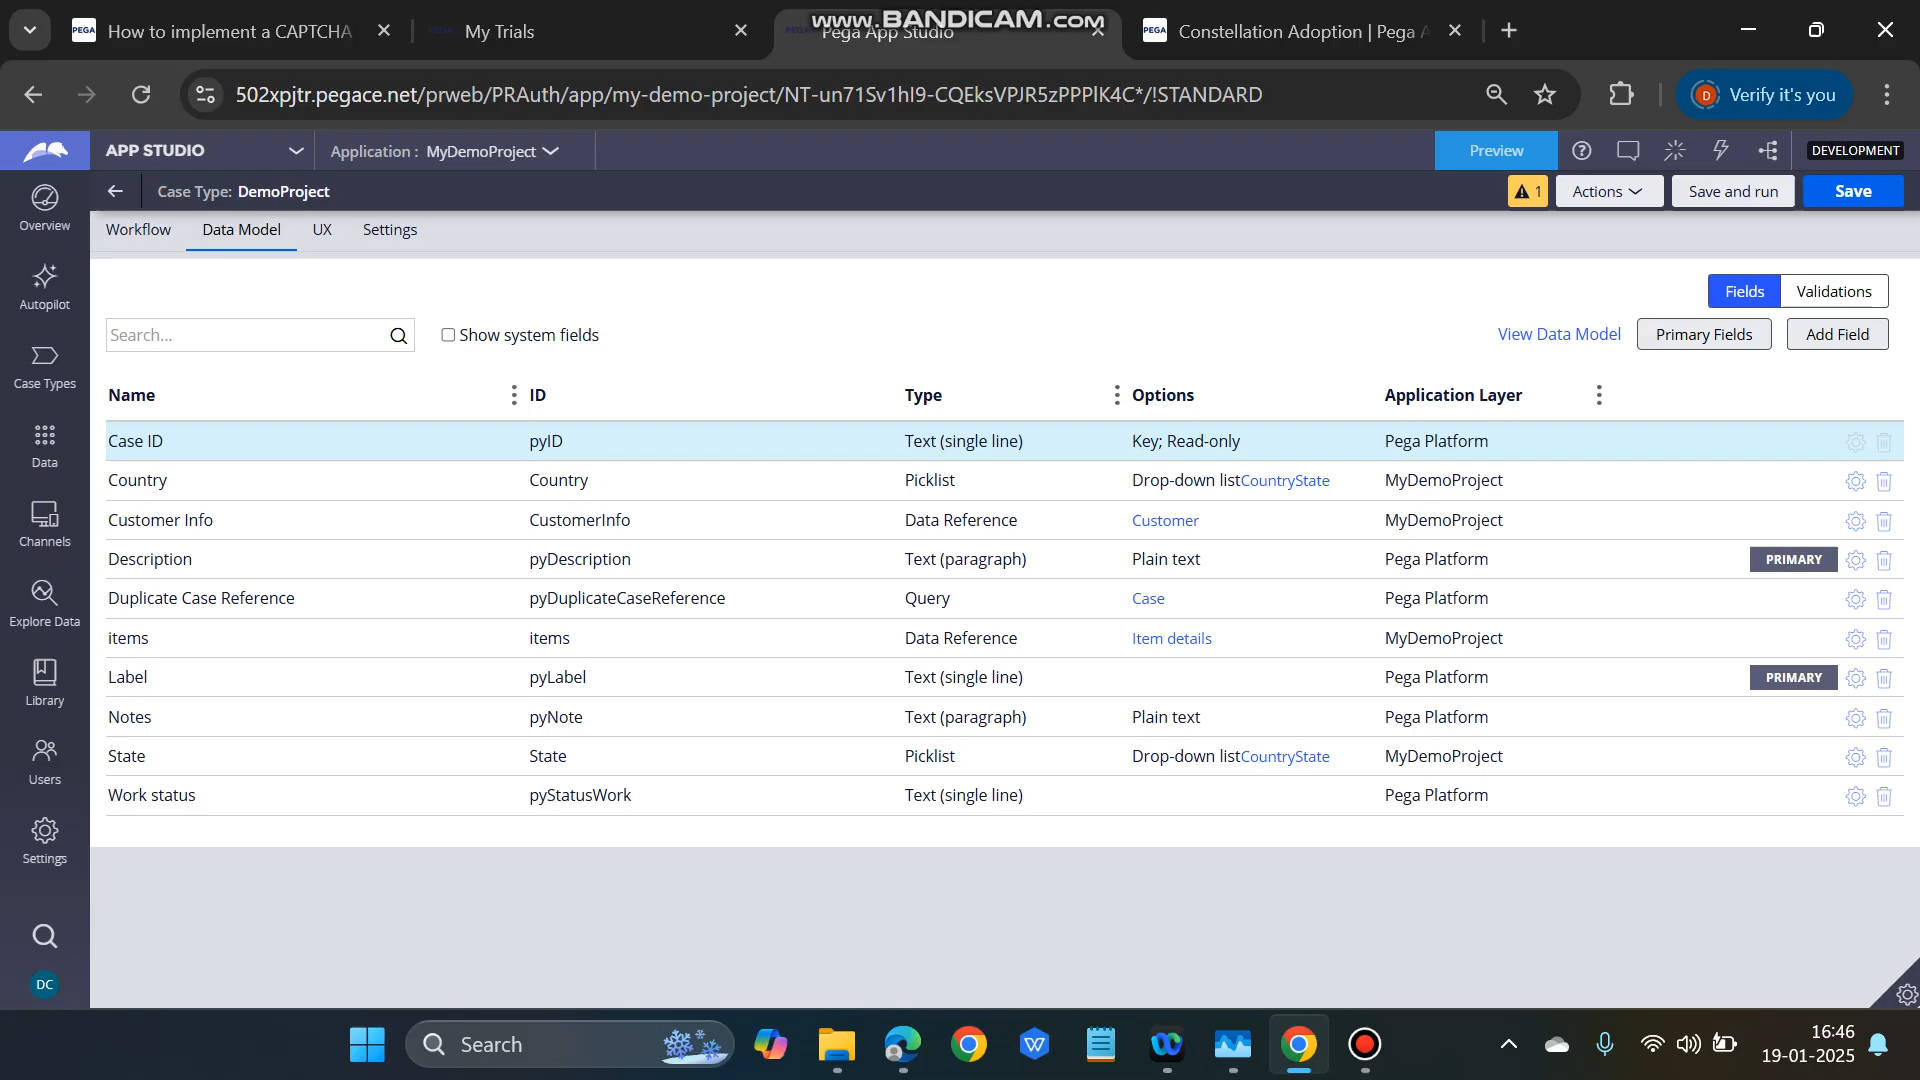 www.BANDICAM.com
PEGA How to implement a CAPTCHA
PEGA My Trials
PEGA Pega App Studio
PEGA Constellation Adoption | Pega A
502xpjtr.pegace.net/prweb/PRAuth/app/my-demo-project/NT-un71Sv1hI9-CQEksVPJR5zPPPlK4C*/!STANDARD
D Verify it's you
APP STUDIO
Application : MyDemoProject
Preview
DEVELOPMENT
Case Type: DemoProject
1
Actions
Save and run
Save
Overview
Autopilot
Case Types
Data
Channels
Explore Data
Library
Users
Settings
DC
Workflow Data Model UX Settings
Fields Validations
Search...
Show system fields
View Data Model
Primary Fields
Add Field
Name ID Type Options Application Layer
Case ID pyID Text (single line) Key; Read-only Pega Platform
Country Country Picklist Drop-down listCountryState MyDemoProject
Customer Info CustomerInfo Data Reference Customer MyDemoProject
Description pyDescription Text (paragraph) Plain text Pega Platform PRIMARY
Duplicate Case Reference pyDuplicateCaseReference Query Case Pega Platform
items items Data Reference Item details MyDemoProject
Label pyLabel Text (single line) Pega Platform PRIMARY
Notes pyNote Text (paragraph) Plain text Pega Platform
State State Picklist Drop-down listCountryState MyDemoProject
Work status pyStatusWork Text (single line) Pega Platform
Search
16:46
19-01-2025